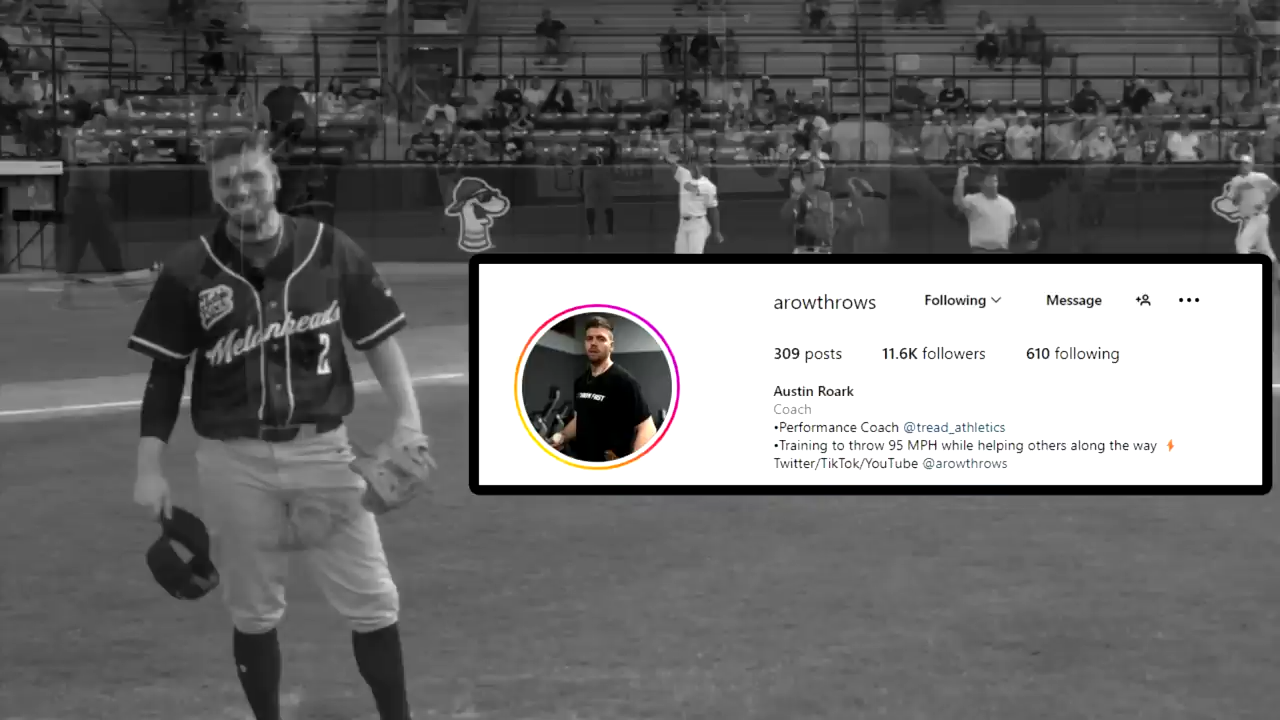 Melonheads
2
arowthrows
Following
Message
309 posts
11.6K followers
610 following
Austin Roark
Coach
•Performance Coach @tread_athletics
•Training to throw 95 MPH while helping others along the way ⚡
Twitter/TikTok/YouTube @arowthrows